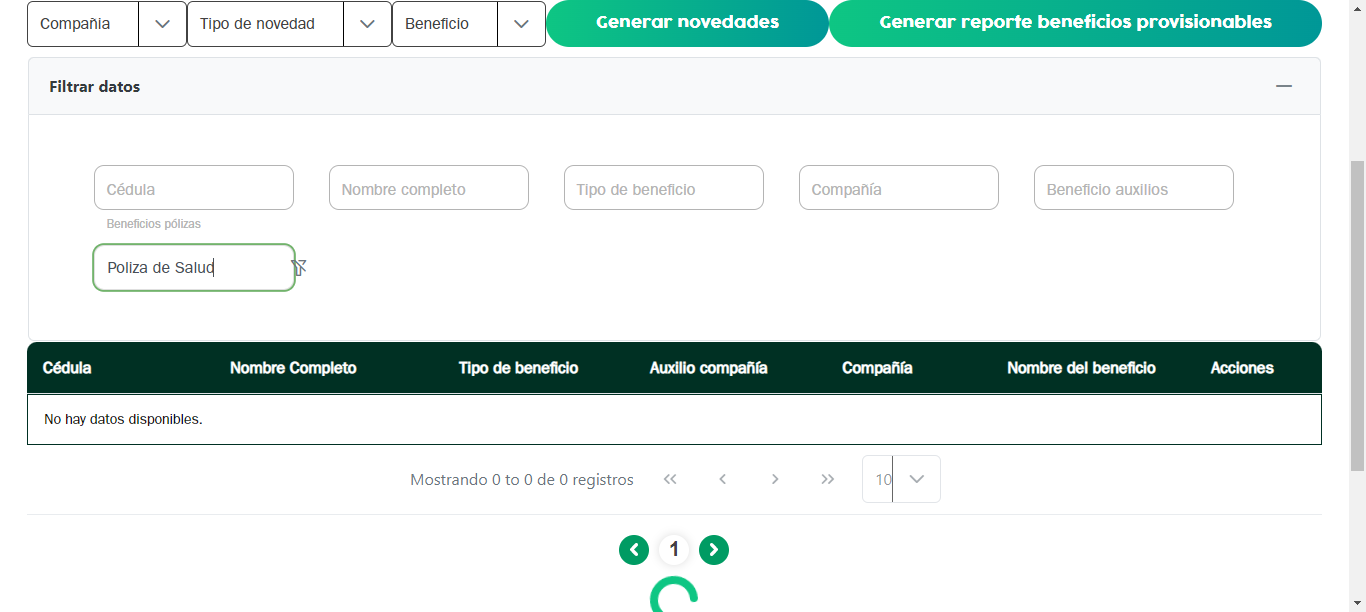 Compañia Tipo de novedad Beneficio Generar novedades Generar reporte beneficios provisionables
Filtrar datos
Cédula Nombre completo Tipo de beneficio Compañía Beneficio auxilios
Beneficios pólizas
Poliza de Salud
Cédula Nombre Completo Tipo de beneficio Auxilio compañía Compañía Nombre del beneficio Acciones
No hay datos disponibles.
Mostrando 0 to 0 de 0 registros 10
1